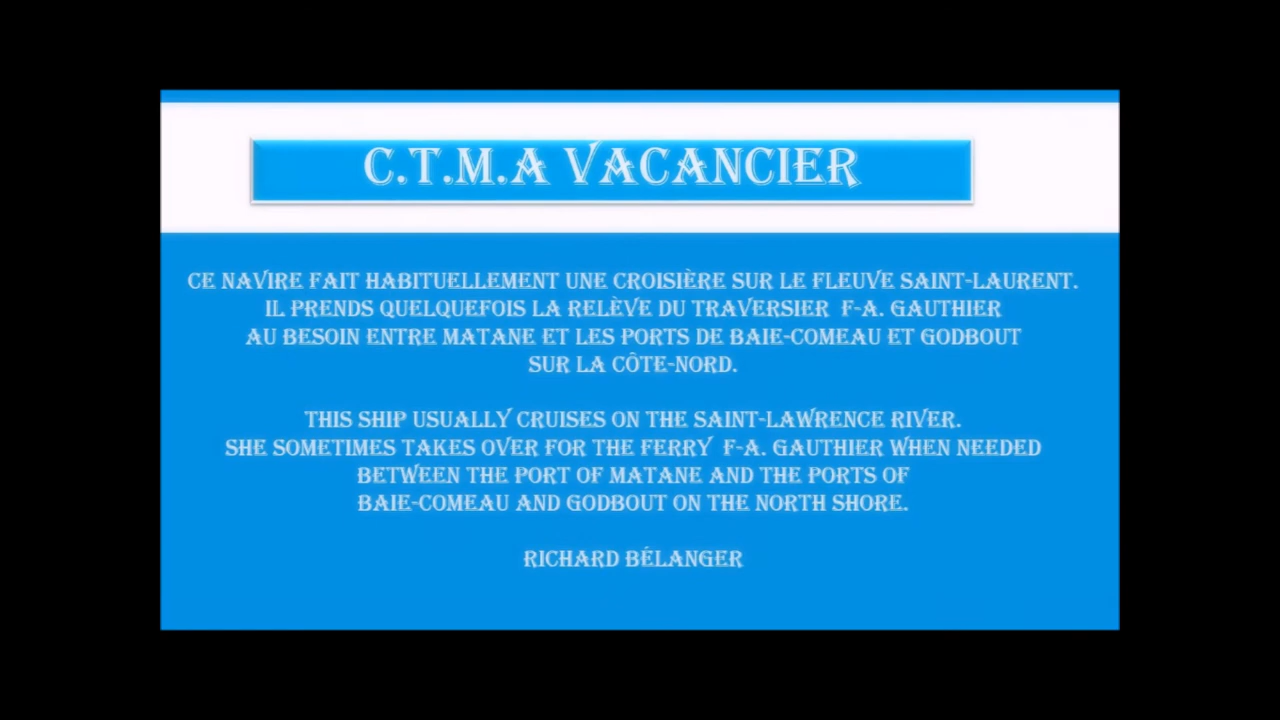 C.T.M.A VACANCIER
CE NAVIRE FAIT HABITUELLEMENT UNE CROISIÈRE SUR LE FLEUVE SAINT-LAURENT.
IL PRENDS QUELQUEFOIS LA RELÈVE DU TRAVERSIER F-A. GAUTHIER
AU BESOIN ENTRE MATANE ET LES PORTS DE BAIE-COMEAU ET GODBOUT
SUR LA CÔTE-NORD.
THIS SHIP USUALLY CRUISES ON THE SAINT-LAWRENCE RIVER.
SHE SOMETIMES TAKES OVER FOR THE FERRY F-A. GAUTHIER WHEN NEEDED
BETWEEN THE PORT OF MATANE AND THE PORTS OF
BAIE-COMEAU AND GODBOUT ON THE NORTH SHORE.
RICHARD BÉLANGER